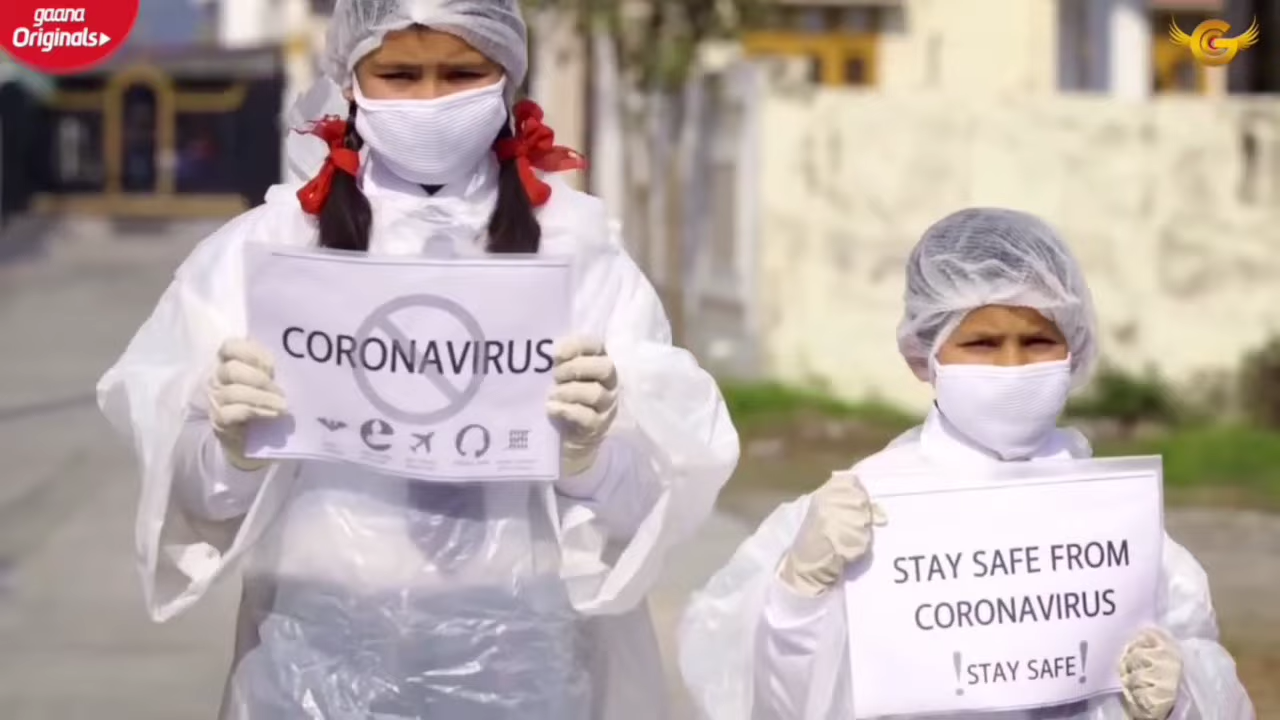 gaana
Originals
CORONAVIRUS
STAY SAFE FROM
CORONAVIRUS
!STAY SAFE!